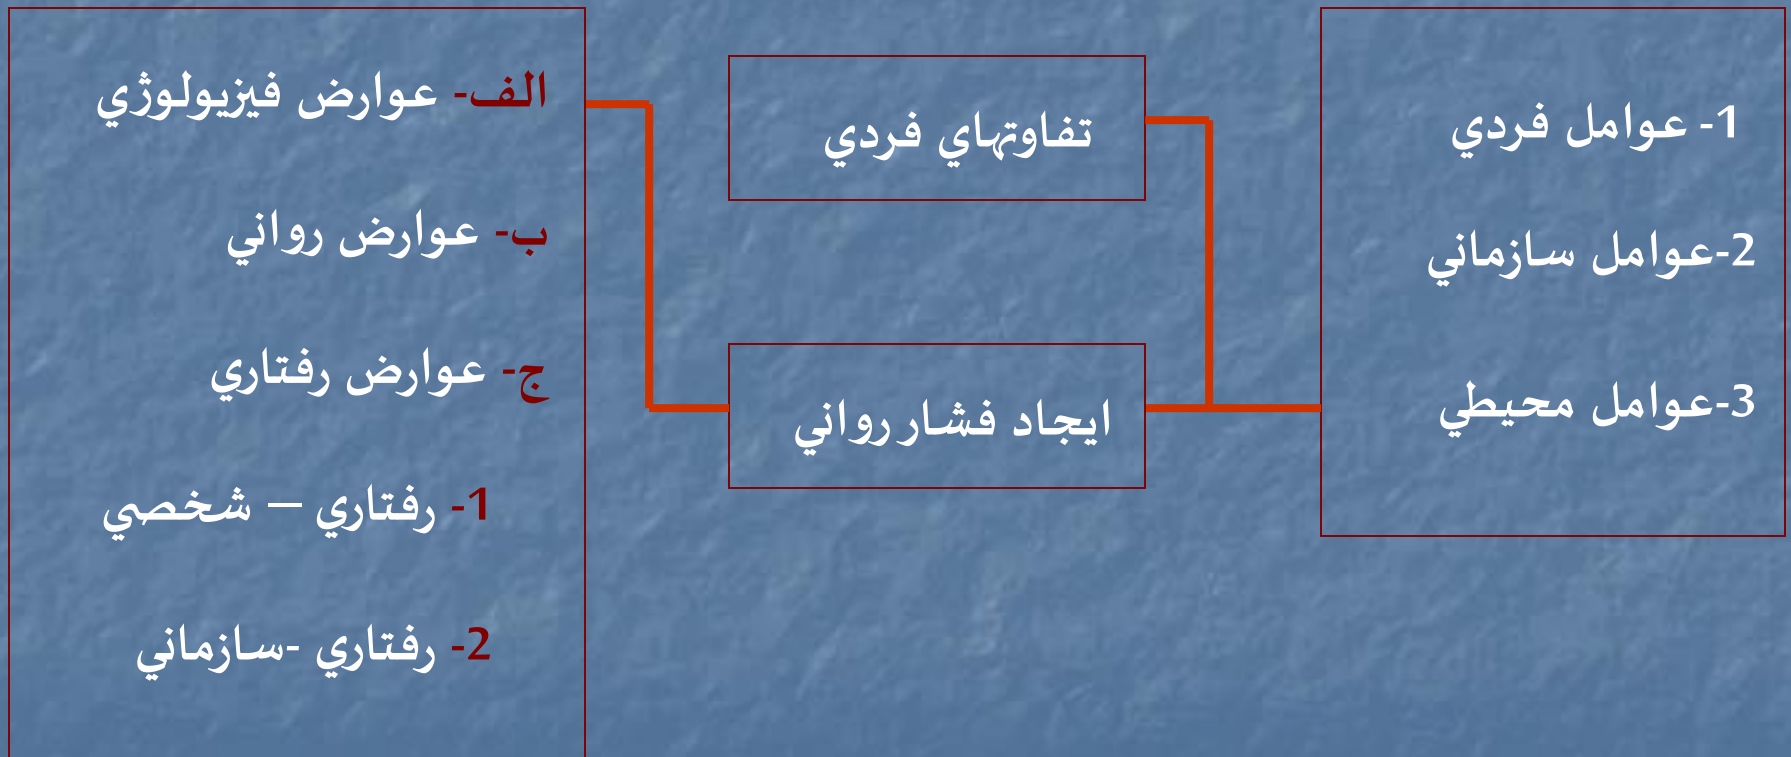 1- عوامل فردي
2-عوامل سازماني
3-عوامل محيطي
تفاوتهاي فردي
ايجاد فشار رواني
الف- عوارض فيزيولوژي
ب- عوارض رواني
ج- عوارض رفتاري
1- رفتاري – شخصي
2- رفتاري -سازماني